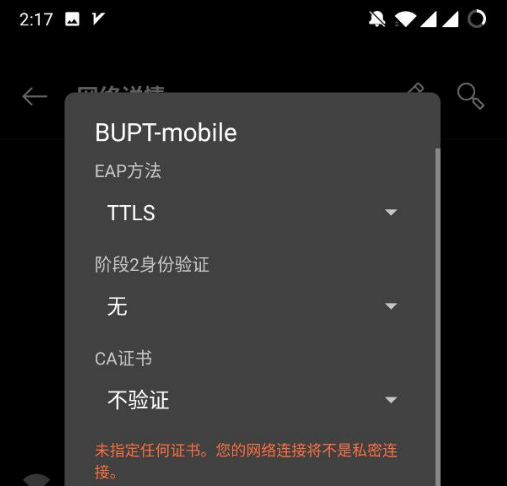 2:17
网络详情
BUPT-mobile
EAP方法
TTLS
阶段2身份验证
无
CA证书
不验证
未指定任何证书。您的网络连接将不是私密连
接。